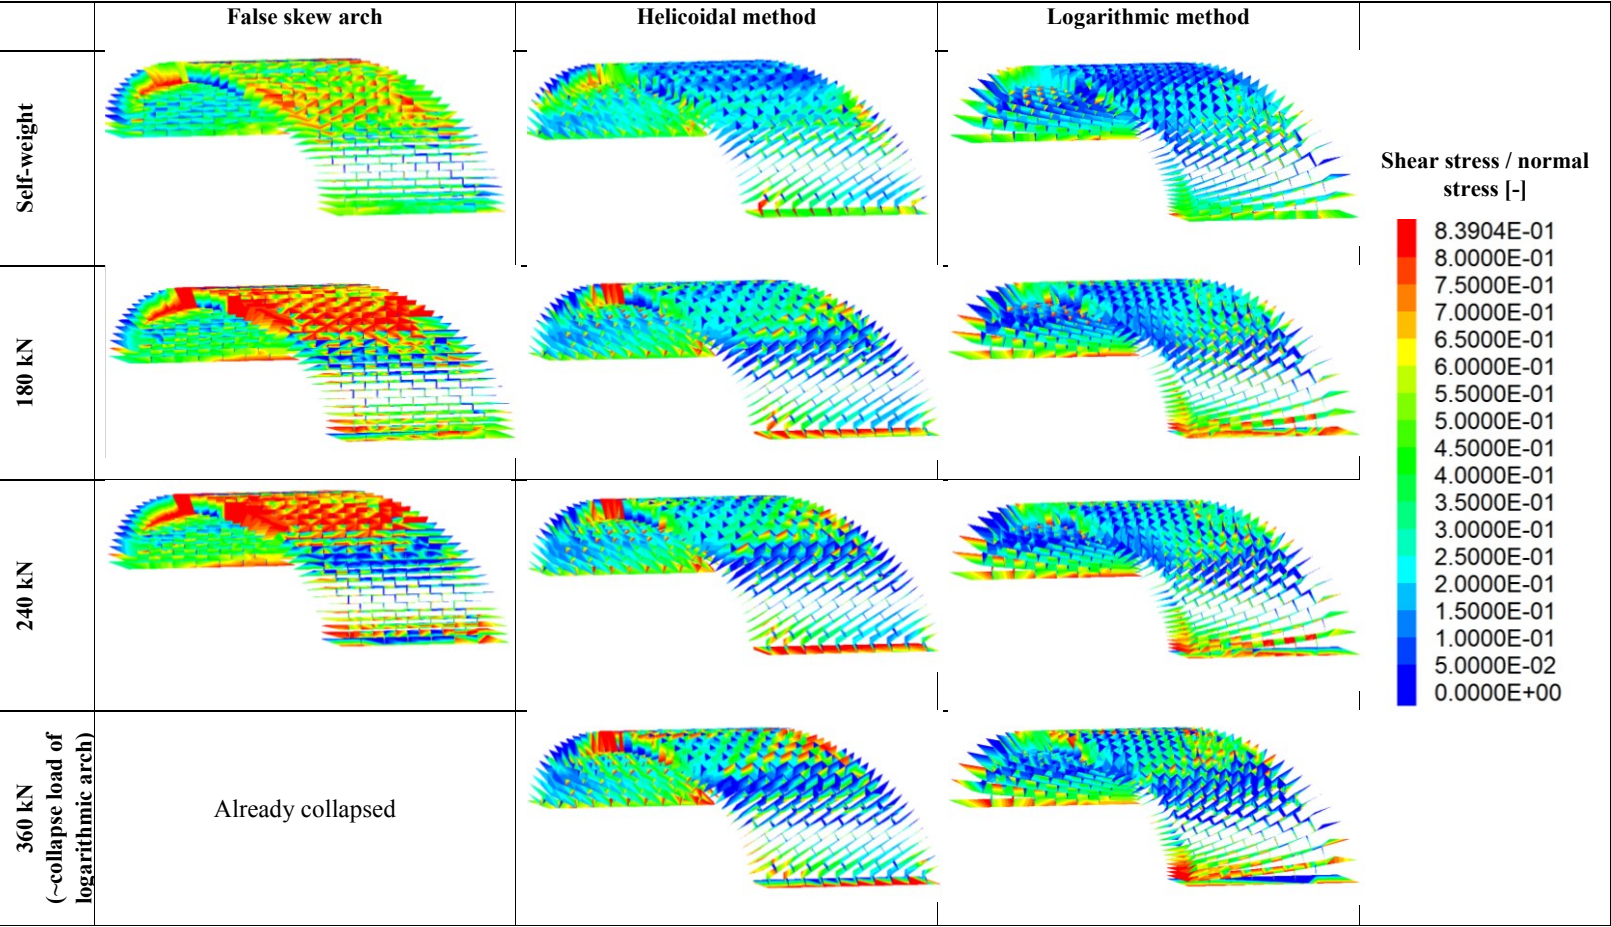 False skew arch
Helicoidal method
Logarithmic method
Self-weight
180 kN
240 kN
360 kN
(~collapse load of
logarithmic arch)
Already collapsed
Shear stress / normal
stress [-]
8.3904E-01
8.0000E-01
7.5000E-01
7.0000E-01
6.5000E-01
6.0000E-01
5.5000E-01
5.0000E-01
4.5000E-01
4.0000E-01
3.5000E-01
3.0000E-01
2.5000E-01
2.0000E-01
1.5000E-01
1.0000E-01
5.0000E-02
0.0000E+00